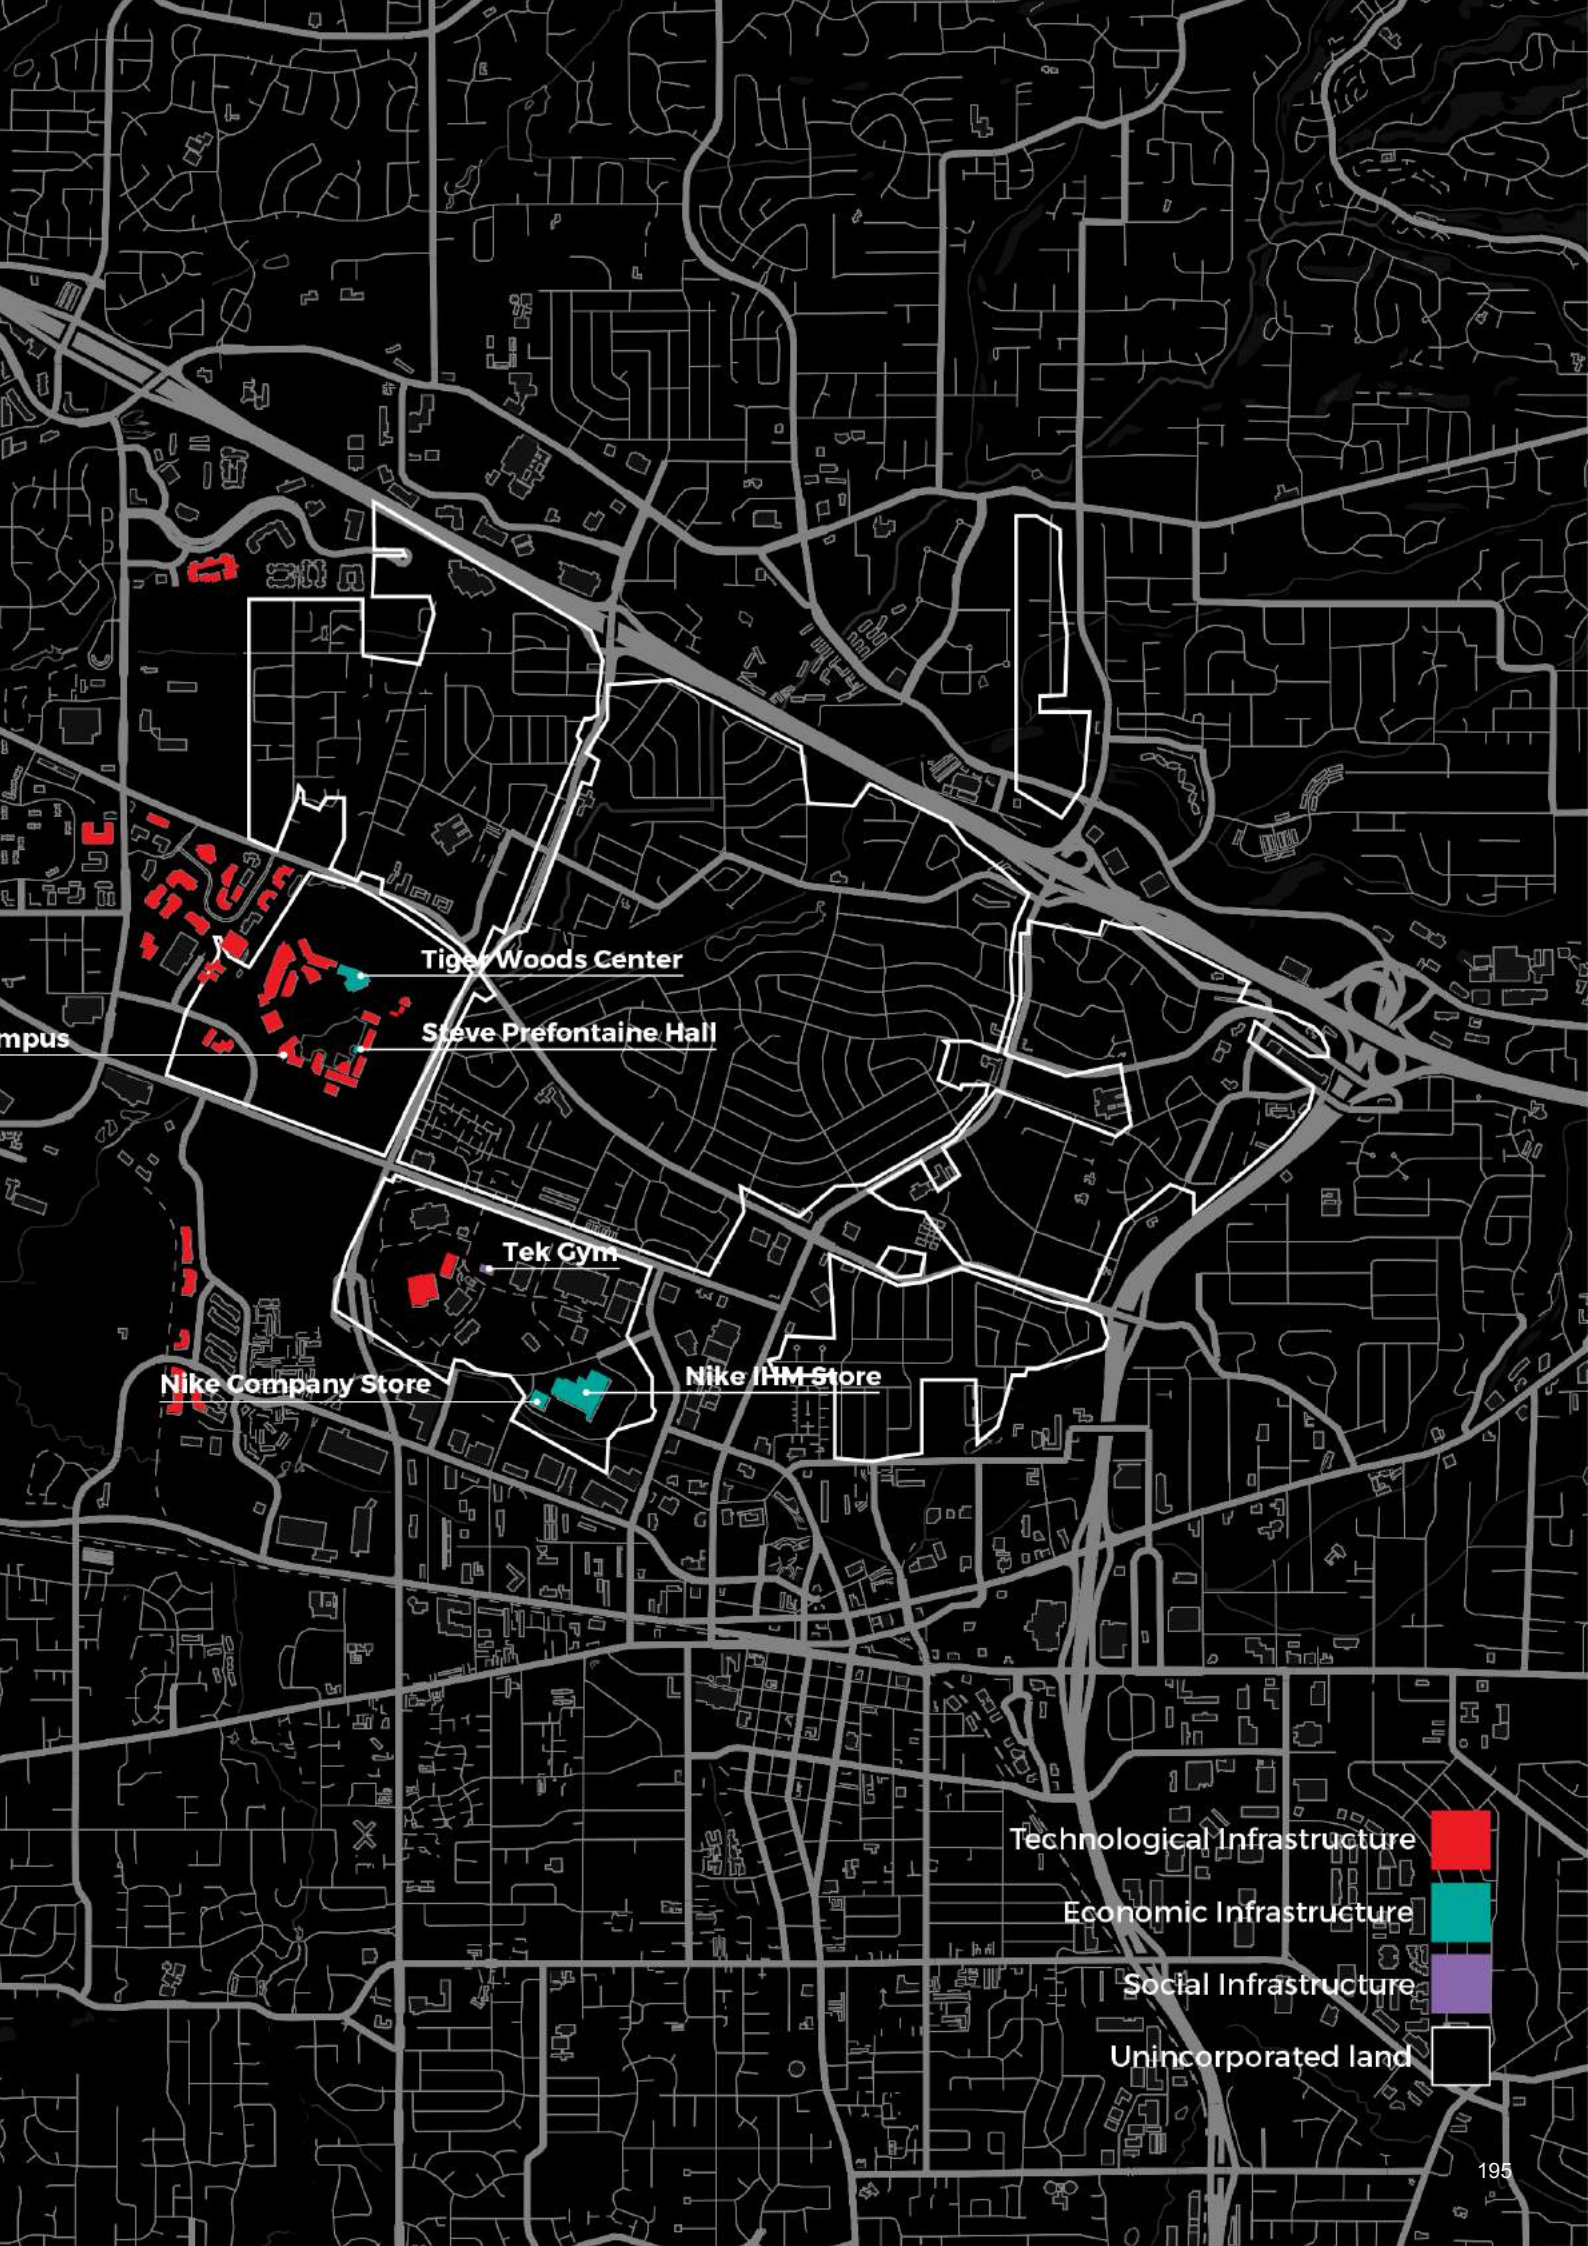 Tiger Woods Center
Steve Prefontaine Hall
mpus
Tek Gym
Nike IHM Store
Nike Company Store
Technological Infrastructure
Economic Infrastructure
Social Infrastructure
Unincorporated land
195